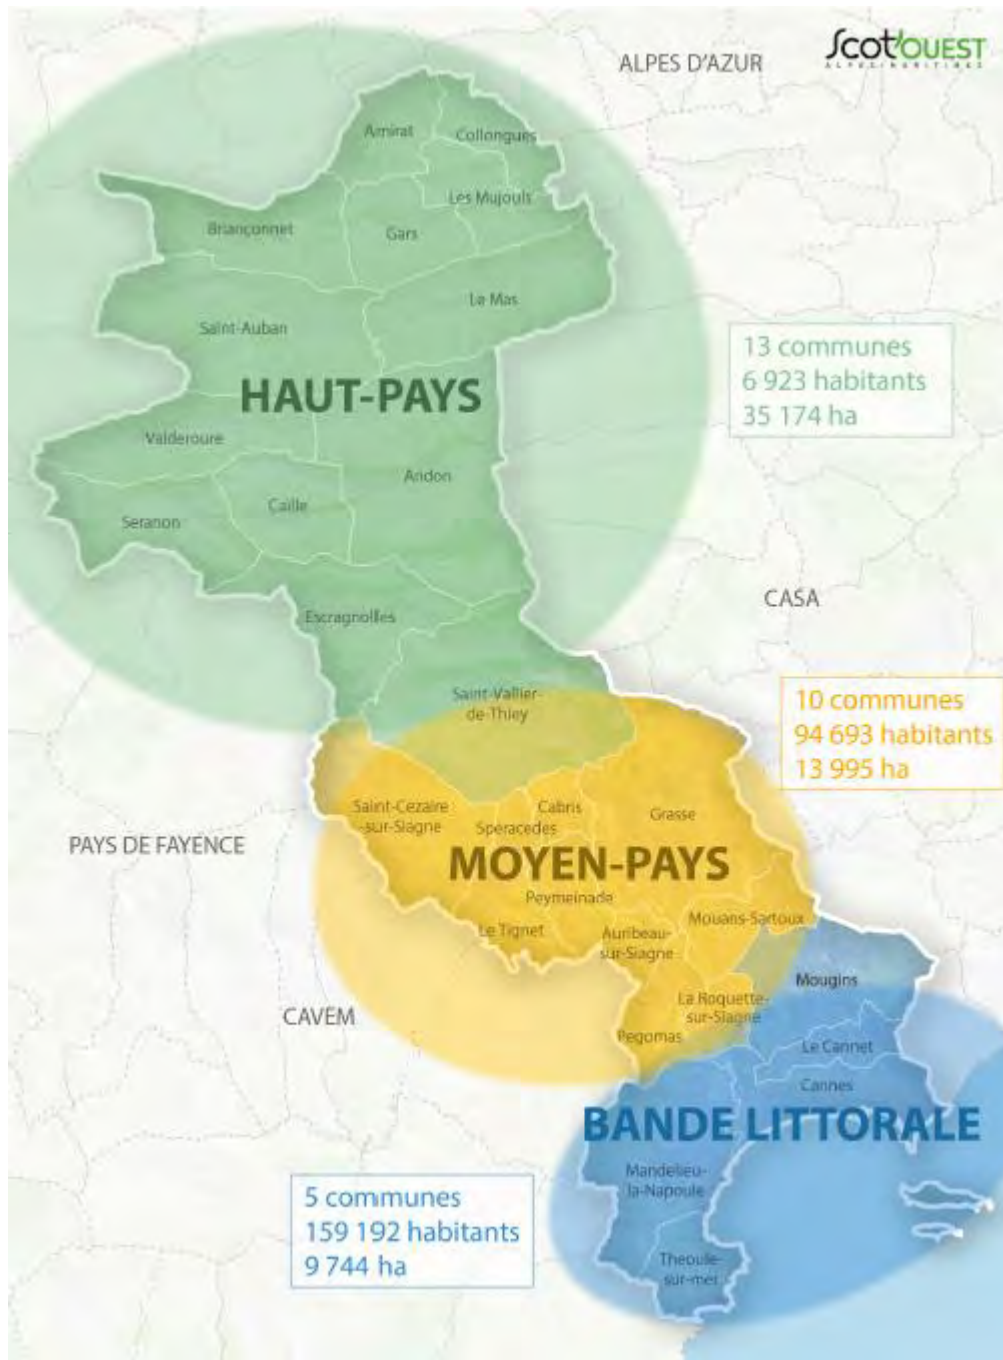 Scot'OUEST
ALPES-MARITIMES
ALPES D'AZUR
Amirat
Collongues
Les Mujouls
Briançonnet
Gars
Le Mas
Saint-Auban
13 communes
6 923 habitants
35 174 ha
HAUT-PAYS
Valderoure
Andon
Caille
Seranon
CASA
Escragnolles
Saint-Vallier-
de-Thiey
10 communes
94 693 habitants
13 995 ha
Saint-Cezaire
-sur-Siagne
Cabris
Speracedes
Grasse
PAYS DE FAYENCE
MOYEN-PAYS
Peymeinade
Mouans-Sartoux
Le Tignet
Auribeau-
sur-Siagne
Mougins
La Roquette-
sur-Siagne
CAVEM
Pegomas
Le Cannet
Cannes
BANDE LITTORALE
Mandelieu-
la-Napoule
5 communes
159 192 habitants
9 744 ha
Theoule-
sur-mer